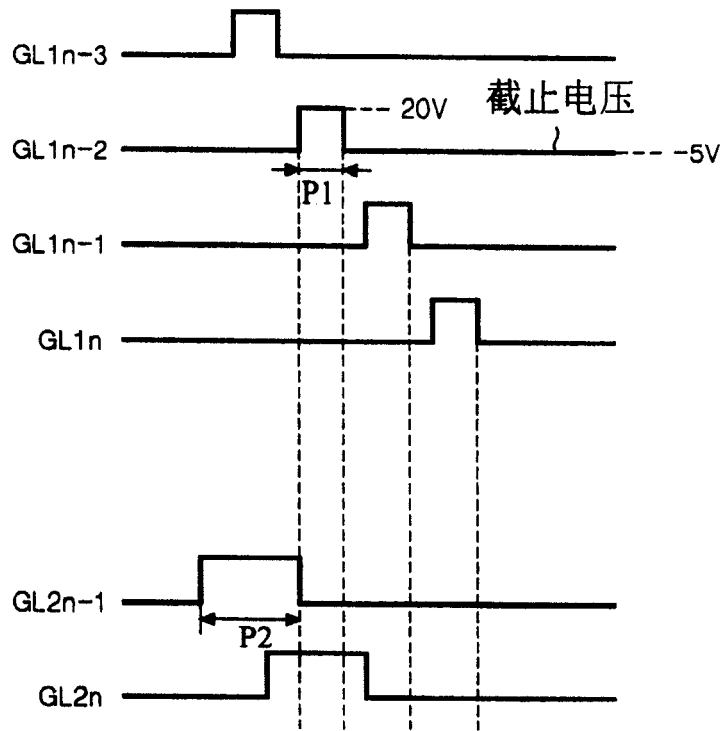 GL1n-3
20V
截止电压
GL1n-2
-5V
P1
GL1n-1
GL1n
GL2n-1
P2
GL2n